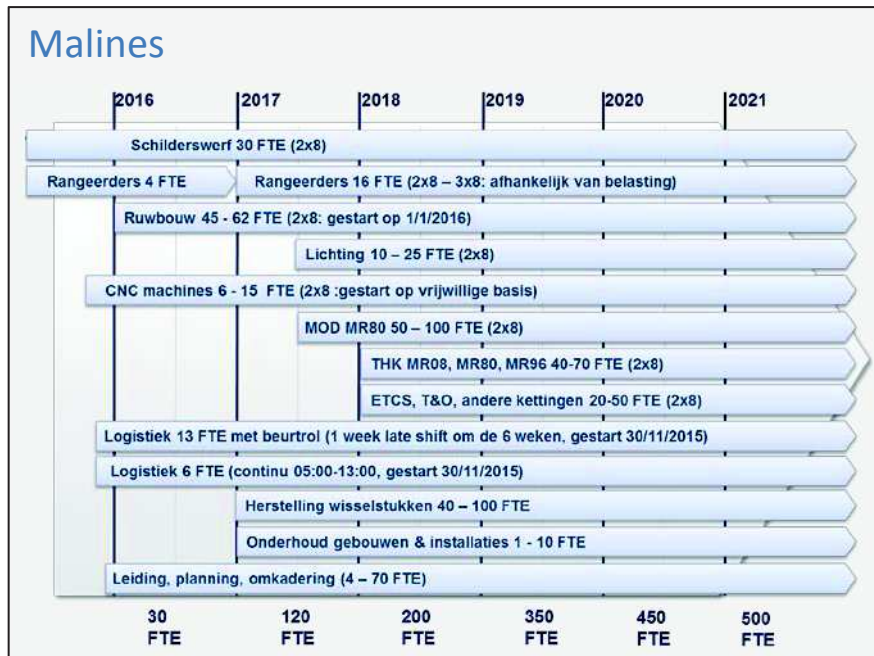 Malines
2016 2017 2018 2019 2020 2021
Schilderswerf 30 FTE (2x8)
Rangeerders 4 FTE Rangeerders 16 FTE (2x8 – 3x8: afhankelijk van belasting)
Ruwbouw 45 - 62 FTE (2x8: gestart op 1/1/2016)
Lichting 10 – 25 FTE (2x8)
CNC machines 6 - 15 FTE (2x8 :gestart op vrijwillige basis)
MOD MR80 50 – 100 FTE (2x8)
THK MR08, MR80, MR96 40-70 FTE (2x8)
ETCS, T&O, andere kettingen 20-50 FTE (2x8)
Logistiek 13 FTE met beurtrol (1 week late shift om de 6 weken, gestart 30/11/2015)
Logistiek 6 FTE (continu 05:00-13:00, gestart 30/11/2015)
Herstelling wisselstukken 40 – 100 FTE
Onderhoud gebouwen & installaties 1 - 10 FTE
Leiding, planning, omkadering (4 – 70 FTE)
30 120 200 350 450 500
FTE FTE FTE FTE FTE FTE